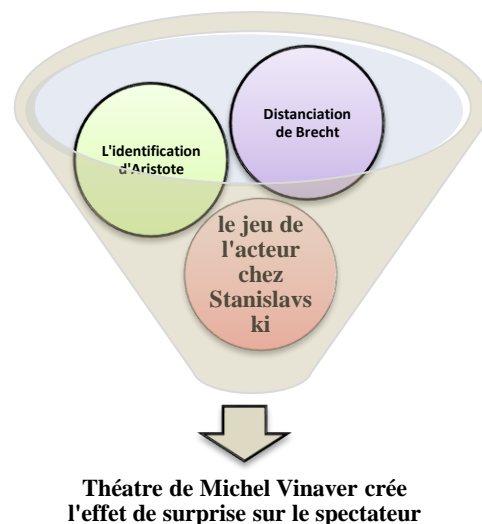 L'identification
d'Aristote
Distanciation
de Brecht
le jeu de
l'acteur
chez
Stanislavs
ki
Théatre de Michel Vinaver crée
l'effet de surprise sur le spectateur